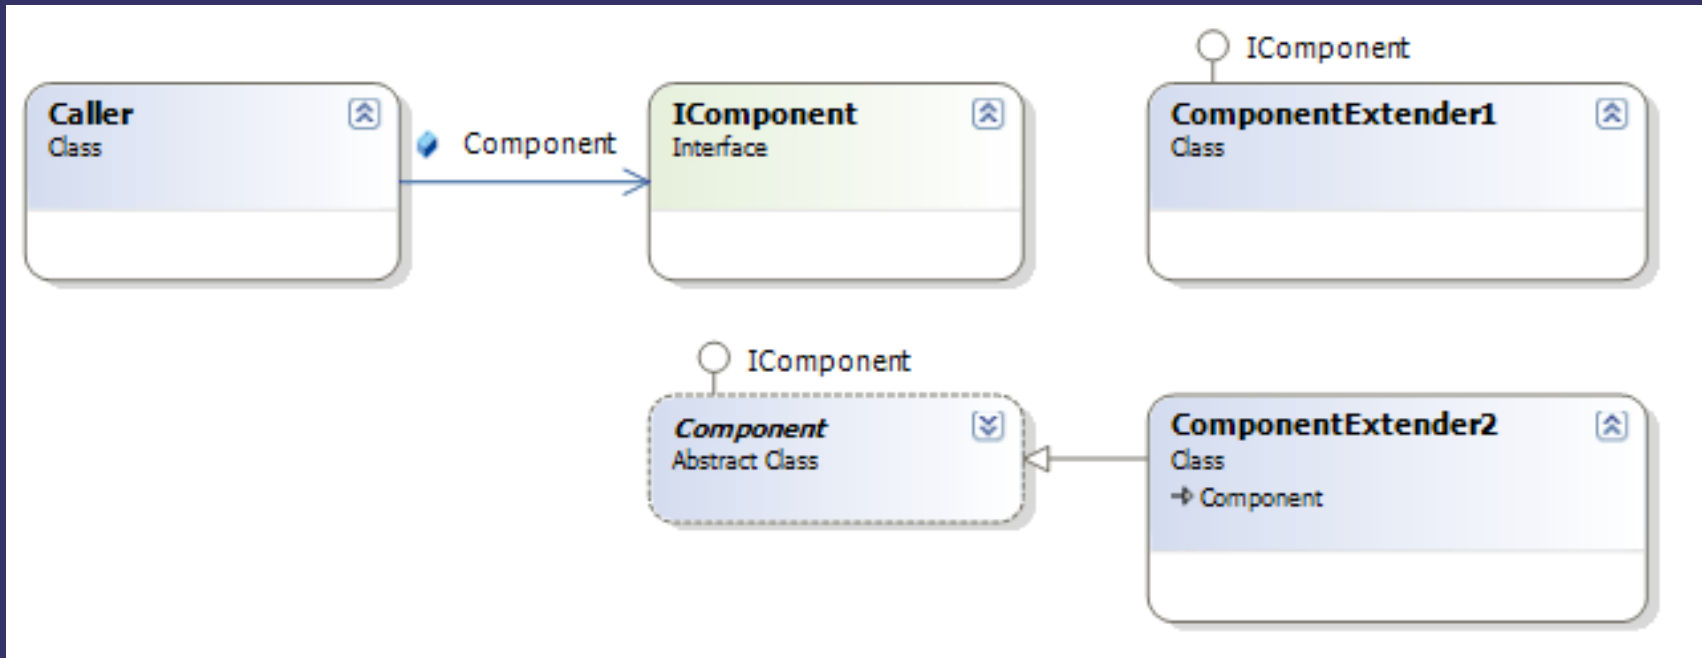 IComponent
Caller
Class
Component
IComponent
Interface
ComponentExtender1
Class
IComponent
Component
Abstract Class
ComponentExtender2
Class
Component